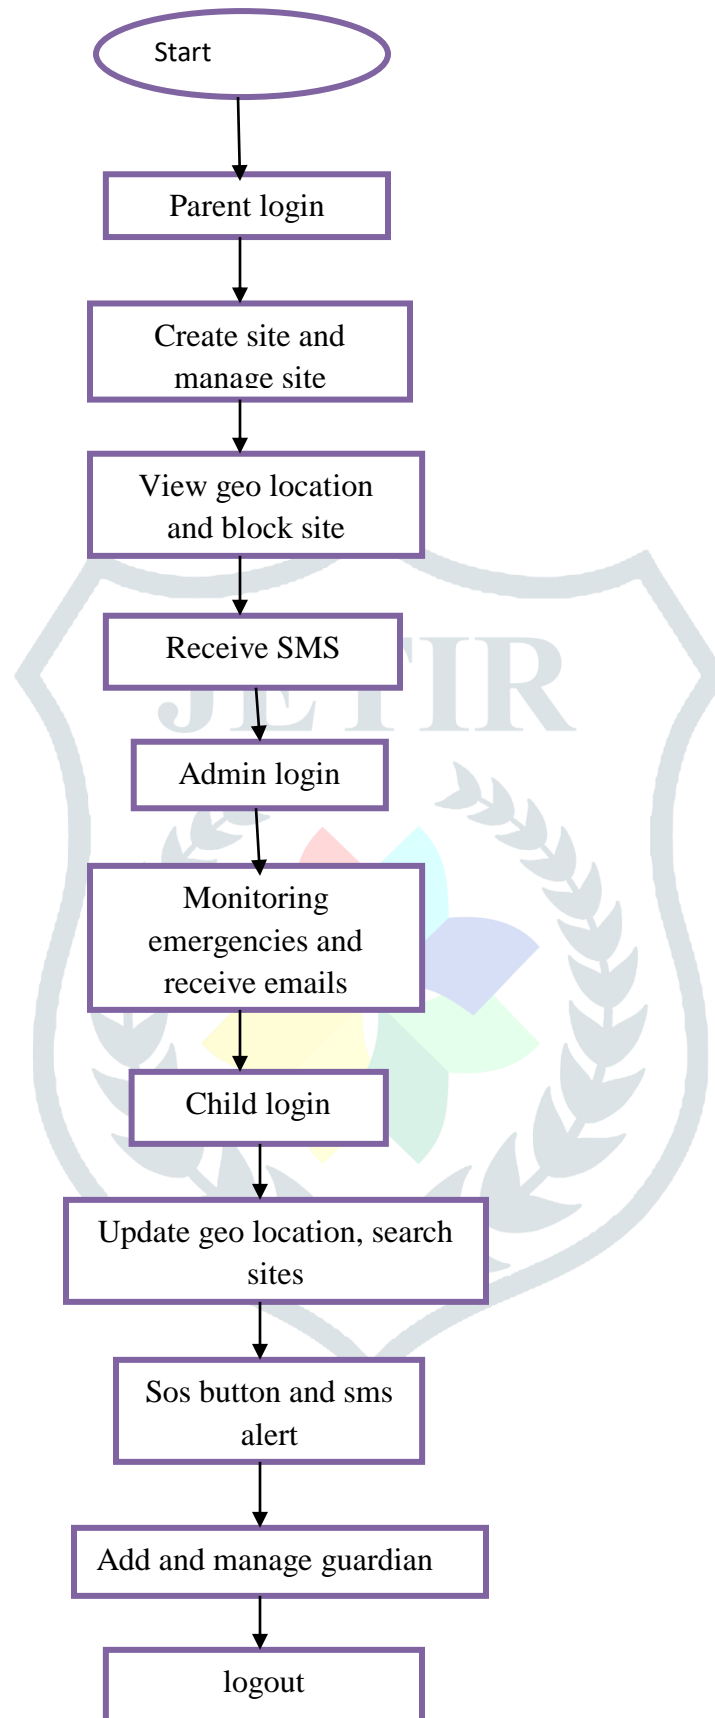 Start
Parent login
Create site and
manage site
View geo location
and block site
Receive SMS
JETIR
Admin login
Monitoring
emergencies and
receive emails
Child login
Update geo location, search
sites
Sos button and sms
alert
Add and manage guardian
logout